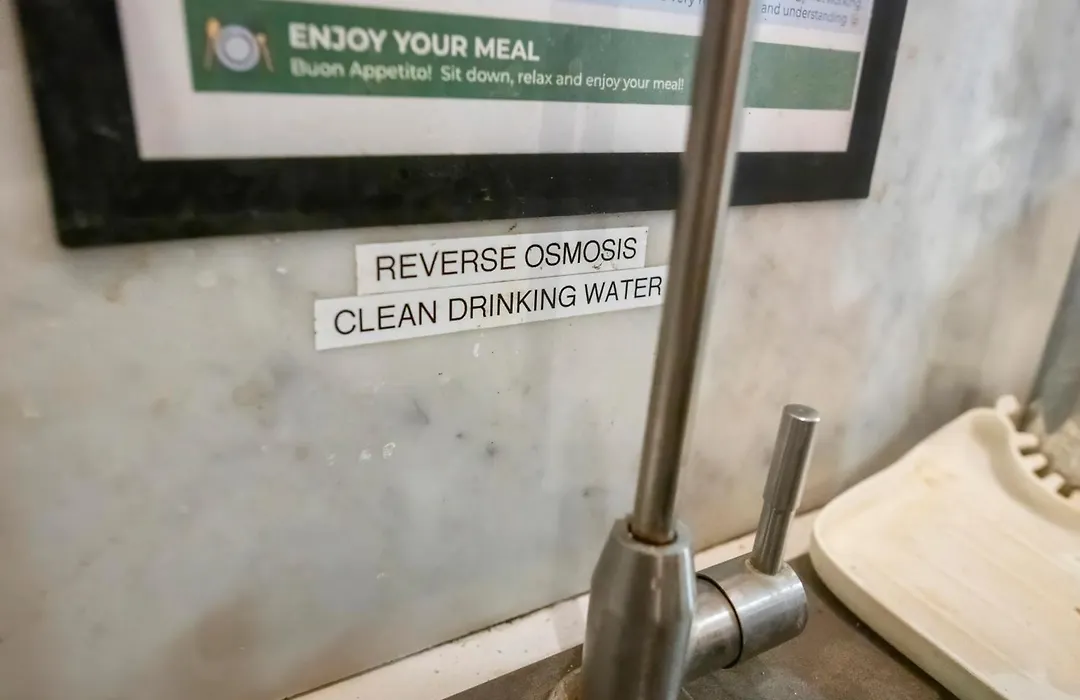 and understanding.
ENJOY YOUR MEAL
Buon Appetito! Sit down, relax and enjoy your meal!
REVERSE OSMOSIS
CLEAN DRINKING WATER